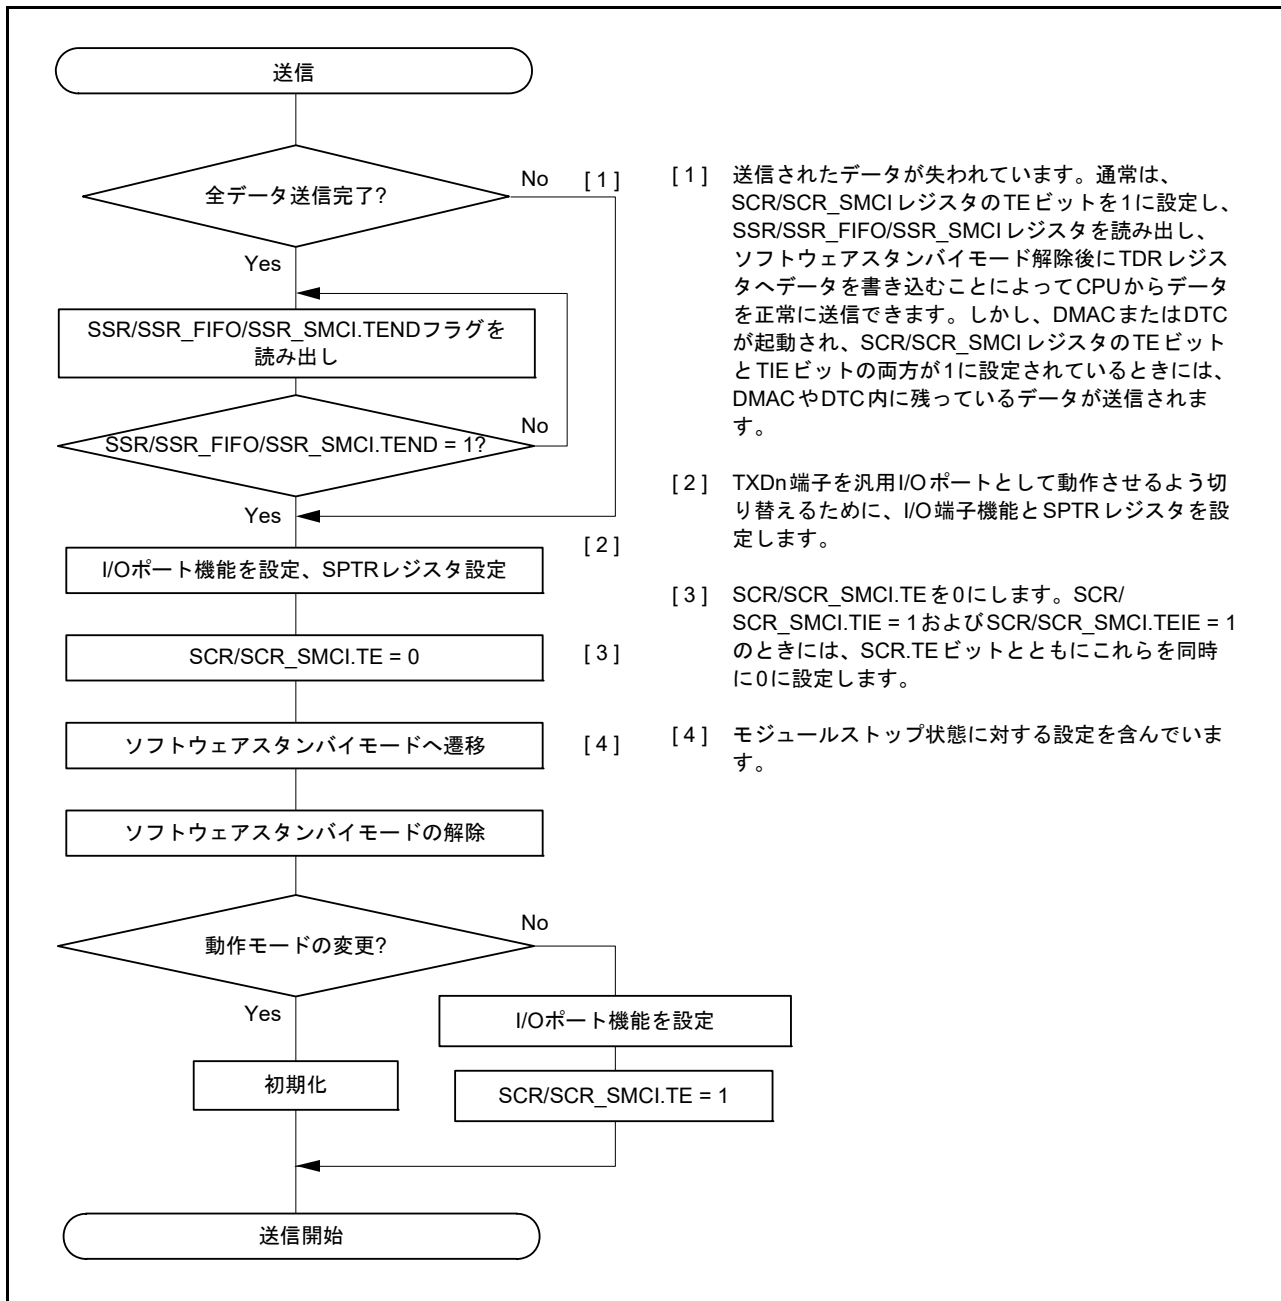 送信
全データ送信完了?
No
[ 1 ]
Yes
SSR/SSR_FIFO/SSR_SMCI.TENDフラグを
読み出し
SSR/SSR_FIFO/SSR_SMCI.TEND = 1?
No
Yes
[ 2 ]
I/Oポート機能を設定、SPTRレジスタ設定
SCR/SCR_SMCI.TE = 0
[ 3 ]
ソフトウェアスタンバイモードへ遷移
[ 4 ]
ソフトウェアスタンバイモードの解除
動作モードの変更?
No
Yes
I/Oポート機能を設定
初期化
SCR/SCR_SMCI.TE = 1
送信開始
[ 1 ] 送信されたデータが失われています。通常は、
SCR/SCR_SMCIレジスタのTEビットを1に設定し、
SSR/SSR_FIFO/SSR_SMCIレジスタを読み出し、
ソフトウェアスタンバイモード解除後にTDRレジス
タへデータを書き込むことによってCPUからデータ
を正常に送信できます。しかし、DMACまたはDTC
が起動され、SCR/SCR_SMCIレジスタのTEビット
とTIEビットの両方が1に設定されているときには、
DMACやDTC内に残っているデータが送信されま
す。
[ 2 ] TXDn端子を汎用I/Oポートとして動作させるよう切
り替えるために、I/O端子機能とSPTRレジスタを設
定します。
[ 3 ] SCR/SCR_SMCI.TEを0にします。SCR/
SCR_SMCI.TIE = 1およびSCR/SCR_SMCI.TEIE = 1
のときには、SCR.TEビットとともにこれらを同時
に0に設定します。
[ 4 ] モジュールストップ状態に対する設定を含んでいま
す。